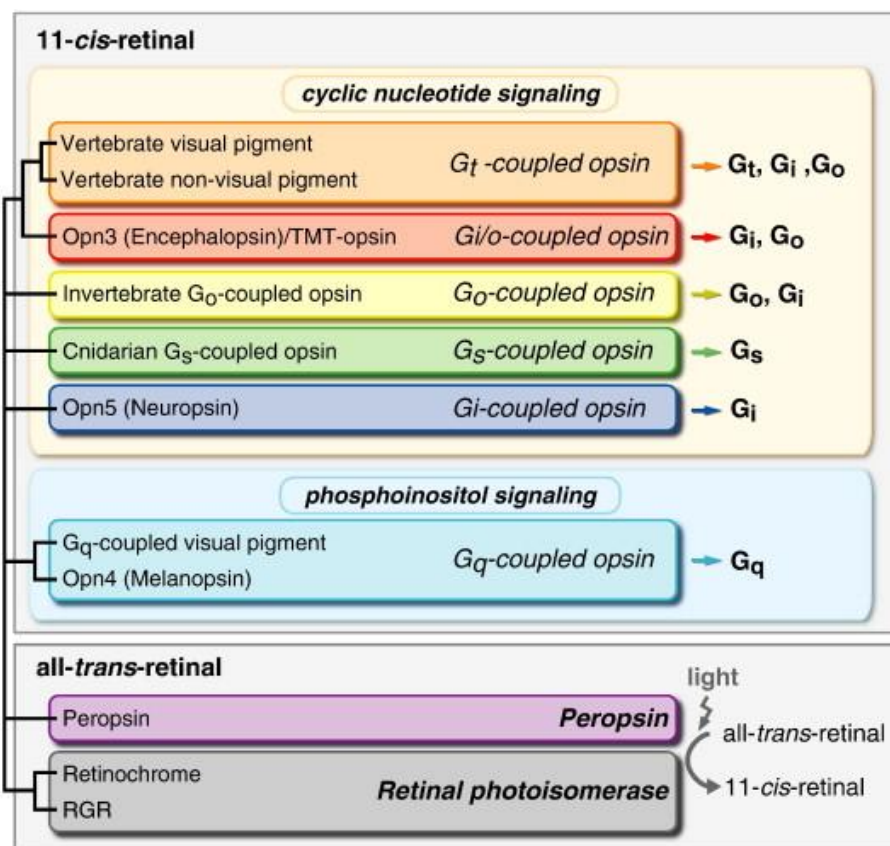 11-cis-retinal
cyclic nucleotide signaling
Vertebrate visual pigment
Vertebrate non-visual pigment
Gt -coupled opsin
Gt, Gi ,Go
Opn3 (Encephalopsin)/TMT-opsin
Gi/o-coupled opsin
Gi, Go
Invertebrate Go-coupled opsin
Go-coupled opsin
Go, Gi
Cnidarian Gs-coupled opsin
Gs-coupled opsin
Gs
Opn5 (Neuropsin)
Gi-coupled opsin
Gi
phosphoinositol signaling
Gq-coupled visual pigment
Opn4 (Melanopsin)
Gq-coupled opsin
Gq
all-trans-retinal
light
Peropsin
Peropsin
all-trans-retinal
Retinochrome
RGR
Retinal photoisomerase
11-cis-retinal